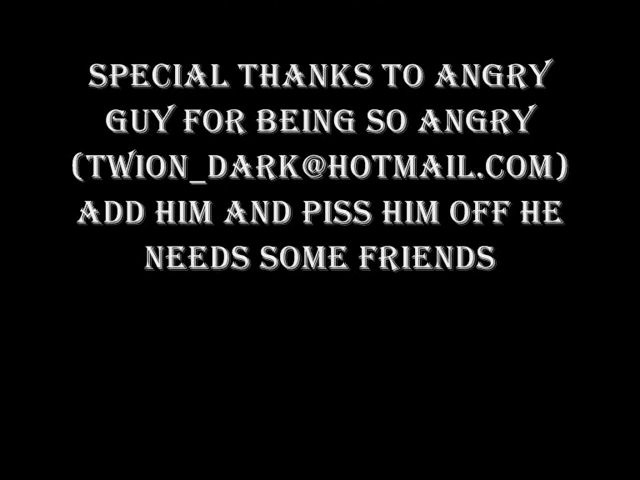 SPECIAL THANKS TO ANGRY
GUY FOR BEING SO ANGRY
(TWION_DARK@HOTMAIL.COM)
ADD HIM AND PISS HIM OFF HE
NEEDS SOME FRIENDS